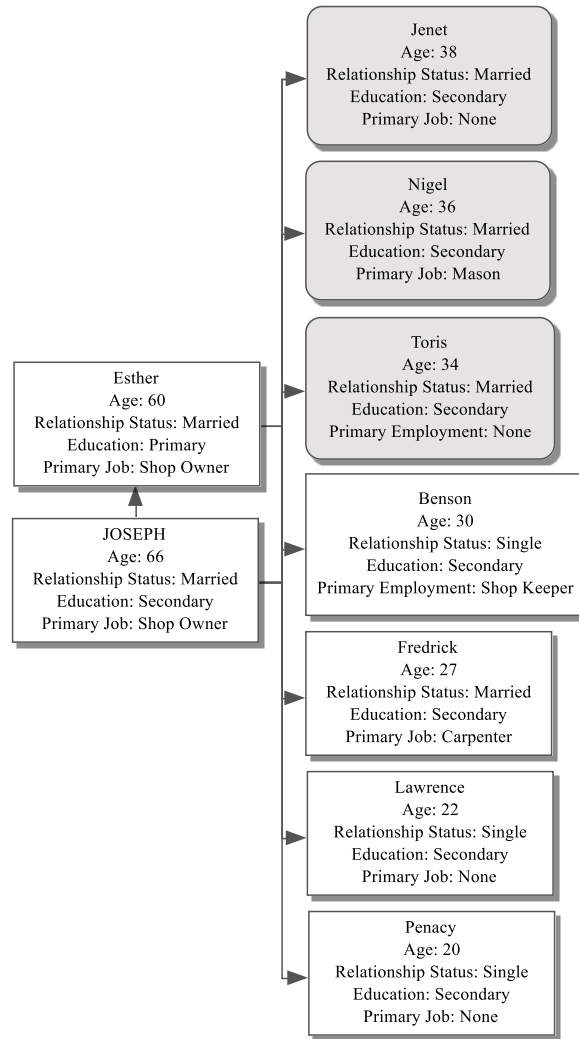 Jenet
Age: 38
Relationship Status: Married
Education: Secondary
Primary Job: None
Nigel
Age: 36
Relationship Status: Married
Education: Secondary
Primary Job: Mason
Toris
Age: 34
Relationship Status: Married
Education: Secondary
Primary Employment: None
Esther
Age: 60
Relationship Status: Married
Education: Primary
Primary Job: Shop Owner
JOSEPH
Age: 66
Relationship Status: Married
Education: Secondary
Primary Job: Shop Owner
Benson
Age: 30
Relationship Status: Single
Education: Secondary
Primary Employment: Shop Keeper
Fredrick
Age: 27
Relationship Status: Married
Education: Secondary
Primary Job: Carpenter
Lawrence
Age: 22
Relationship Status: Single
Education: Secondary
Primary Job: None
Penacy
Age: 20
Relationship Status: Single
Education: Secondary
Primary Job: None